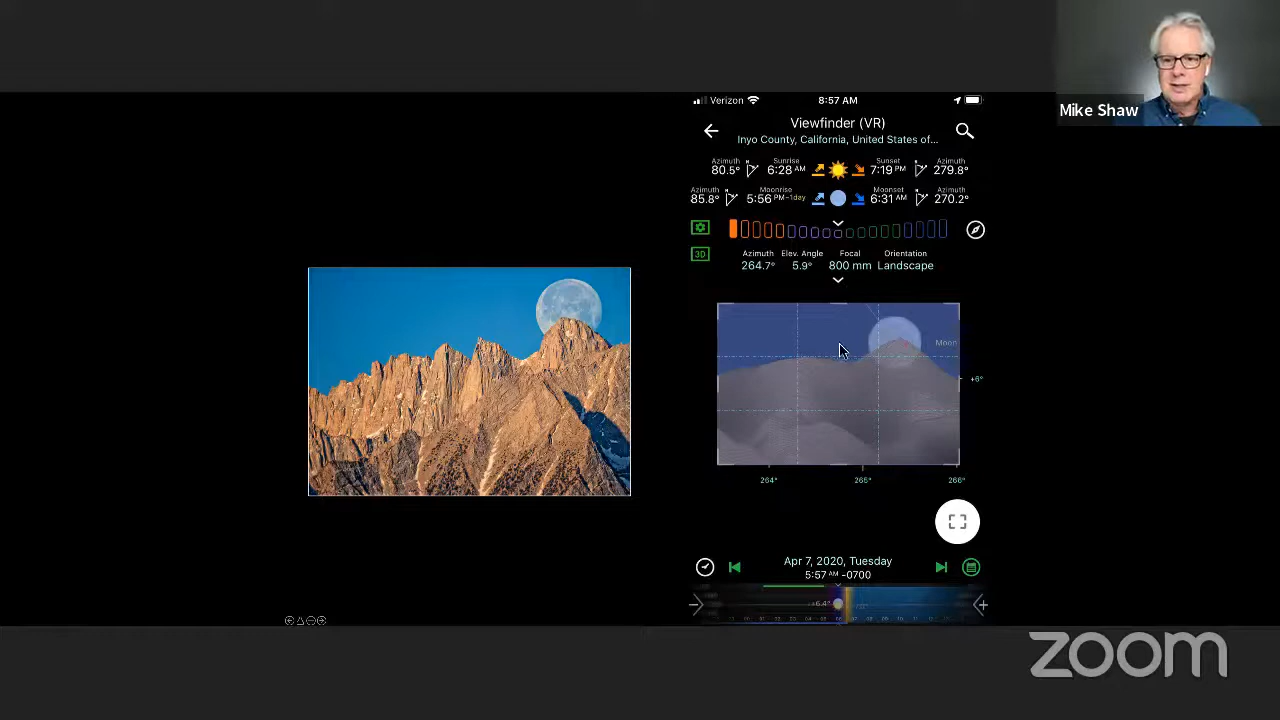 Mike Shaw
Verizon 8:57 AM
Viewfinder (VR)
Inyo County, California, United States of...
Azimuth Sunrise Sunset Azimuth
80.5° 6:28 AM 7:19 PM 279.8°
Azimuth Moonrise Moonset Azimuth
85.8° 5:56 PM-1day 6:31 AM 270.2°
3D
Azimuth Elev. Angle Focal Orientation
264.7° 5.9° 800 mm Landscape
Moon
+6°
264° 265° 266°
Apr 7, 2020, Tuesday
5:57 AM -0700
zoom